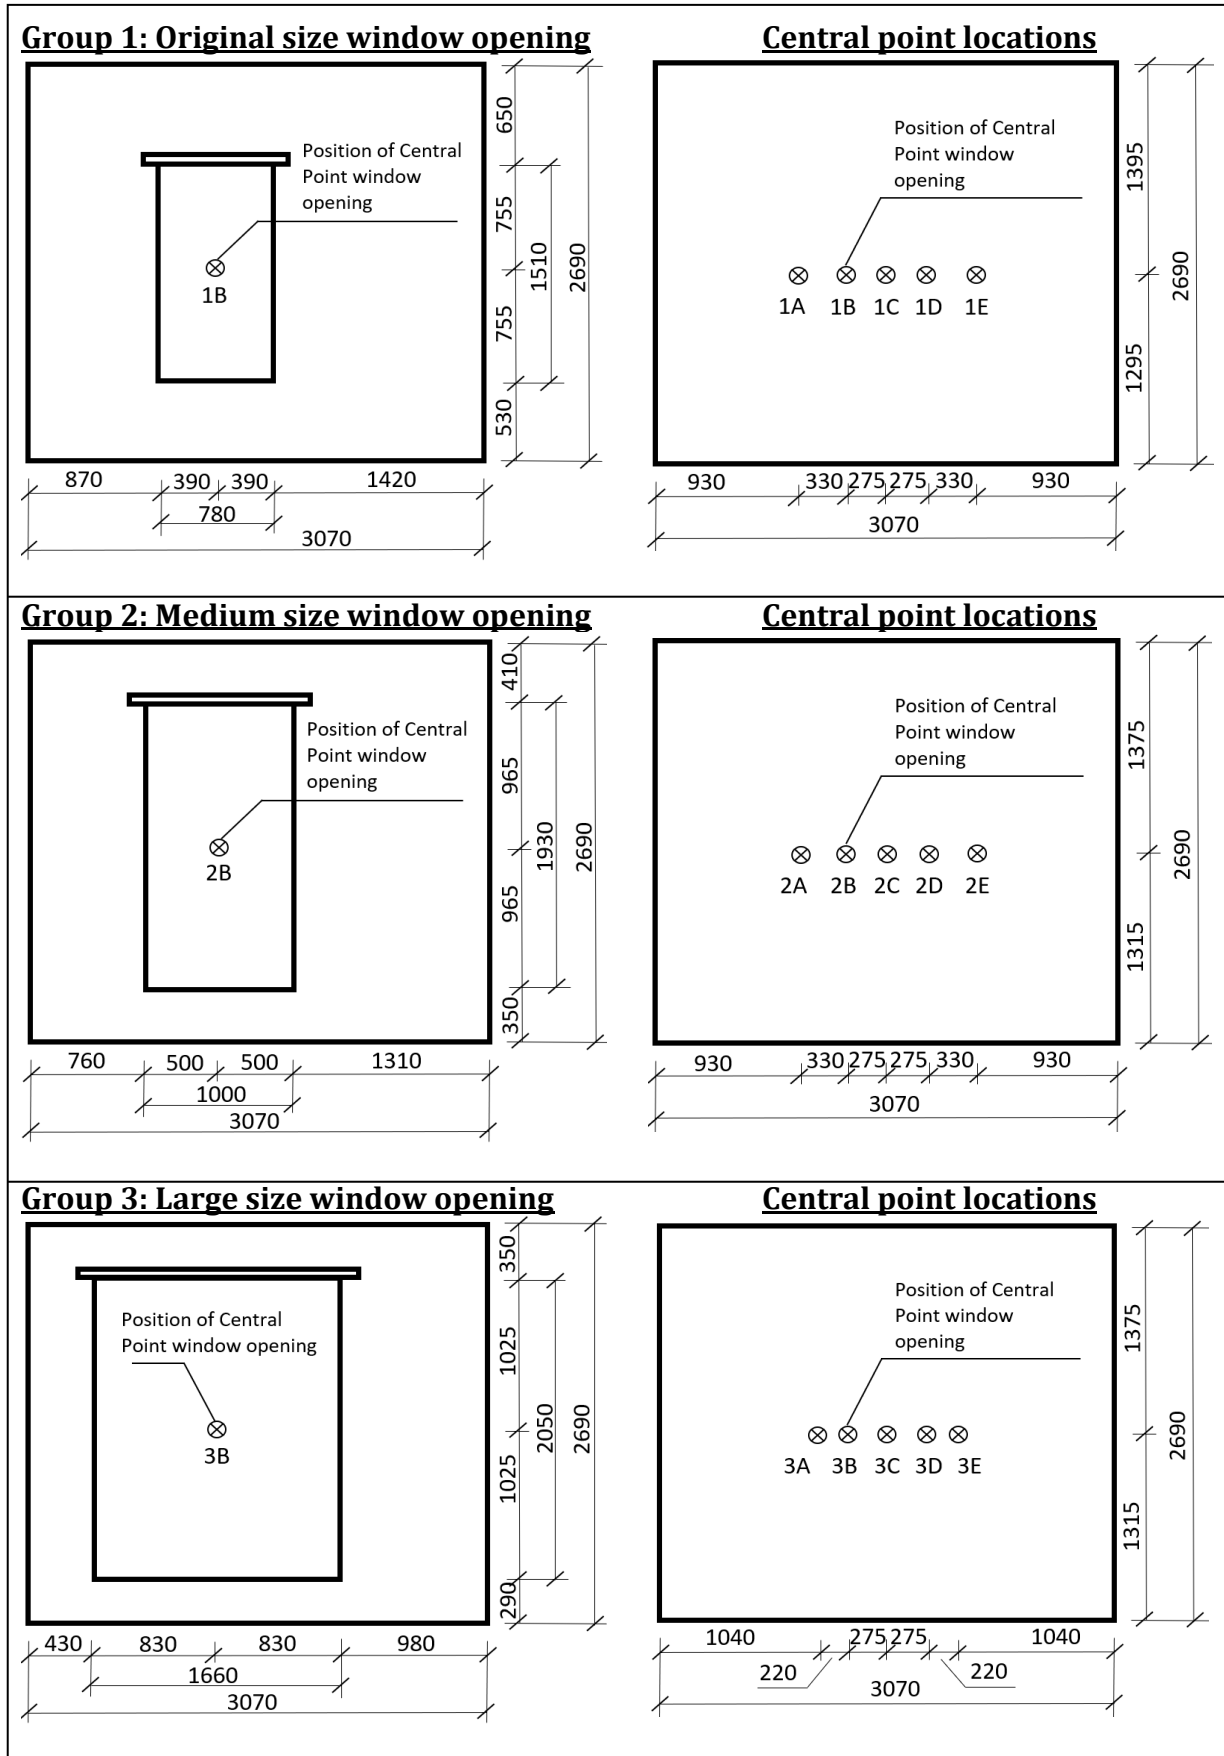 Group 1: Original size window opening
Central point locations
Position of Central
Point window
opening
1B
650
755
755
530
1510
2690
870
390
390
1420
780
3070
Position of Central
Point window
opening
1A 1B 1C 1D 1E
1395
1295
2690
930
330
275
275
330
930
3070
Group 2: Medium size window opening
Central point locations
Position of Central
Point window
opening
2B
410
965
965
350
1930
2690
760
500
500
1310
1000
3070
Position of Central
Point window
opening
2A 2B 2C 2D 2E
1375
1315
2690
930
330
275
275
330
930
3070
Group 3: Large size window opening
Central point locations
Position of Central
Point window opening
3B
350
1025
1025
290
2050
2690
430
830
830
980
1660
3070
Position of Central
Point window
opening
3A 3B 3C 3D 3E
1375
1315
2690
1040
275
275
1040
220
220
3070